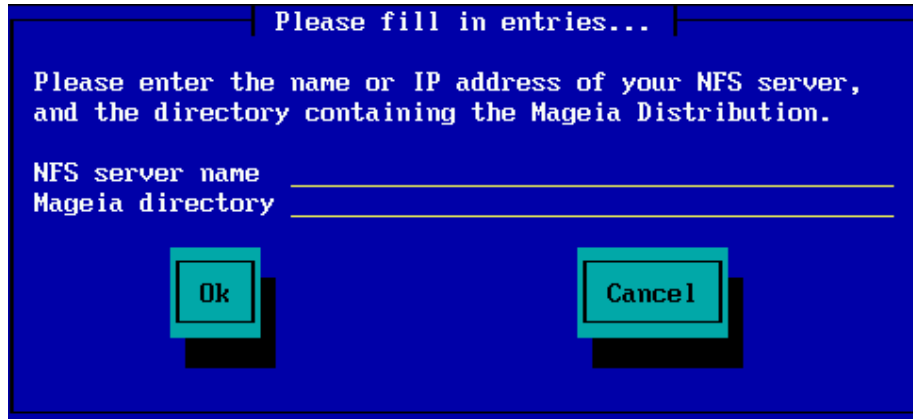 Please fill in entries...
Please enter the name or IP address of your NFS server,
and the directory containing the Mageia Distribution.
NFS server name
Mageia directory
Ok
Cancel